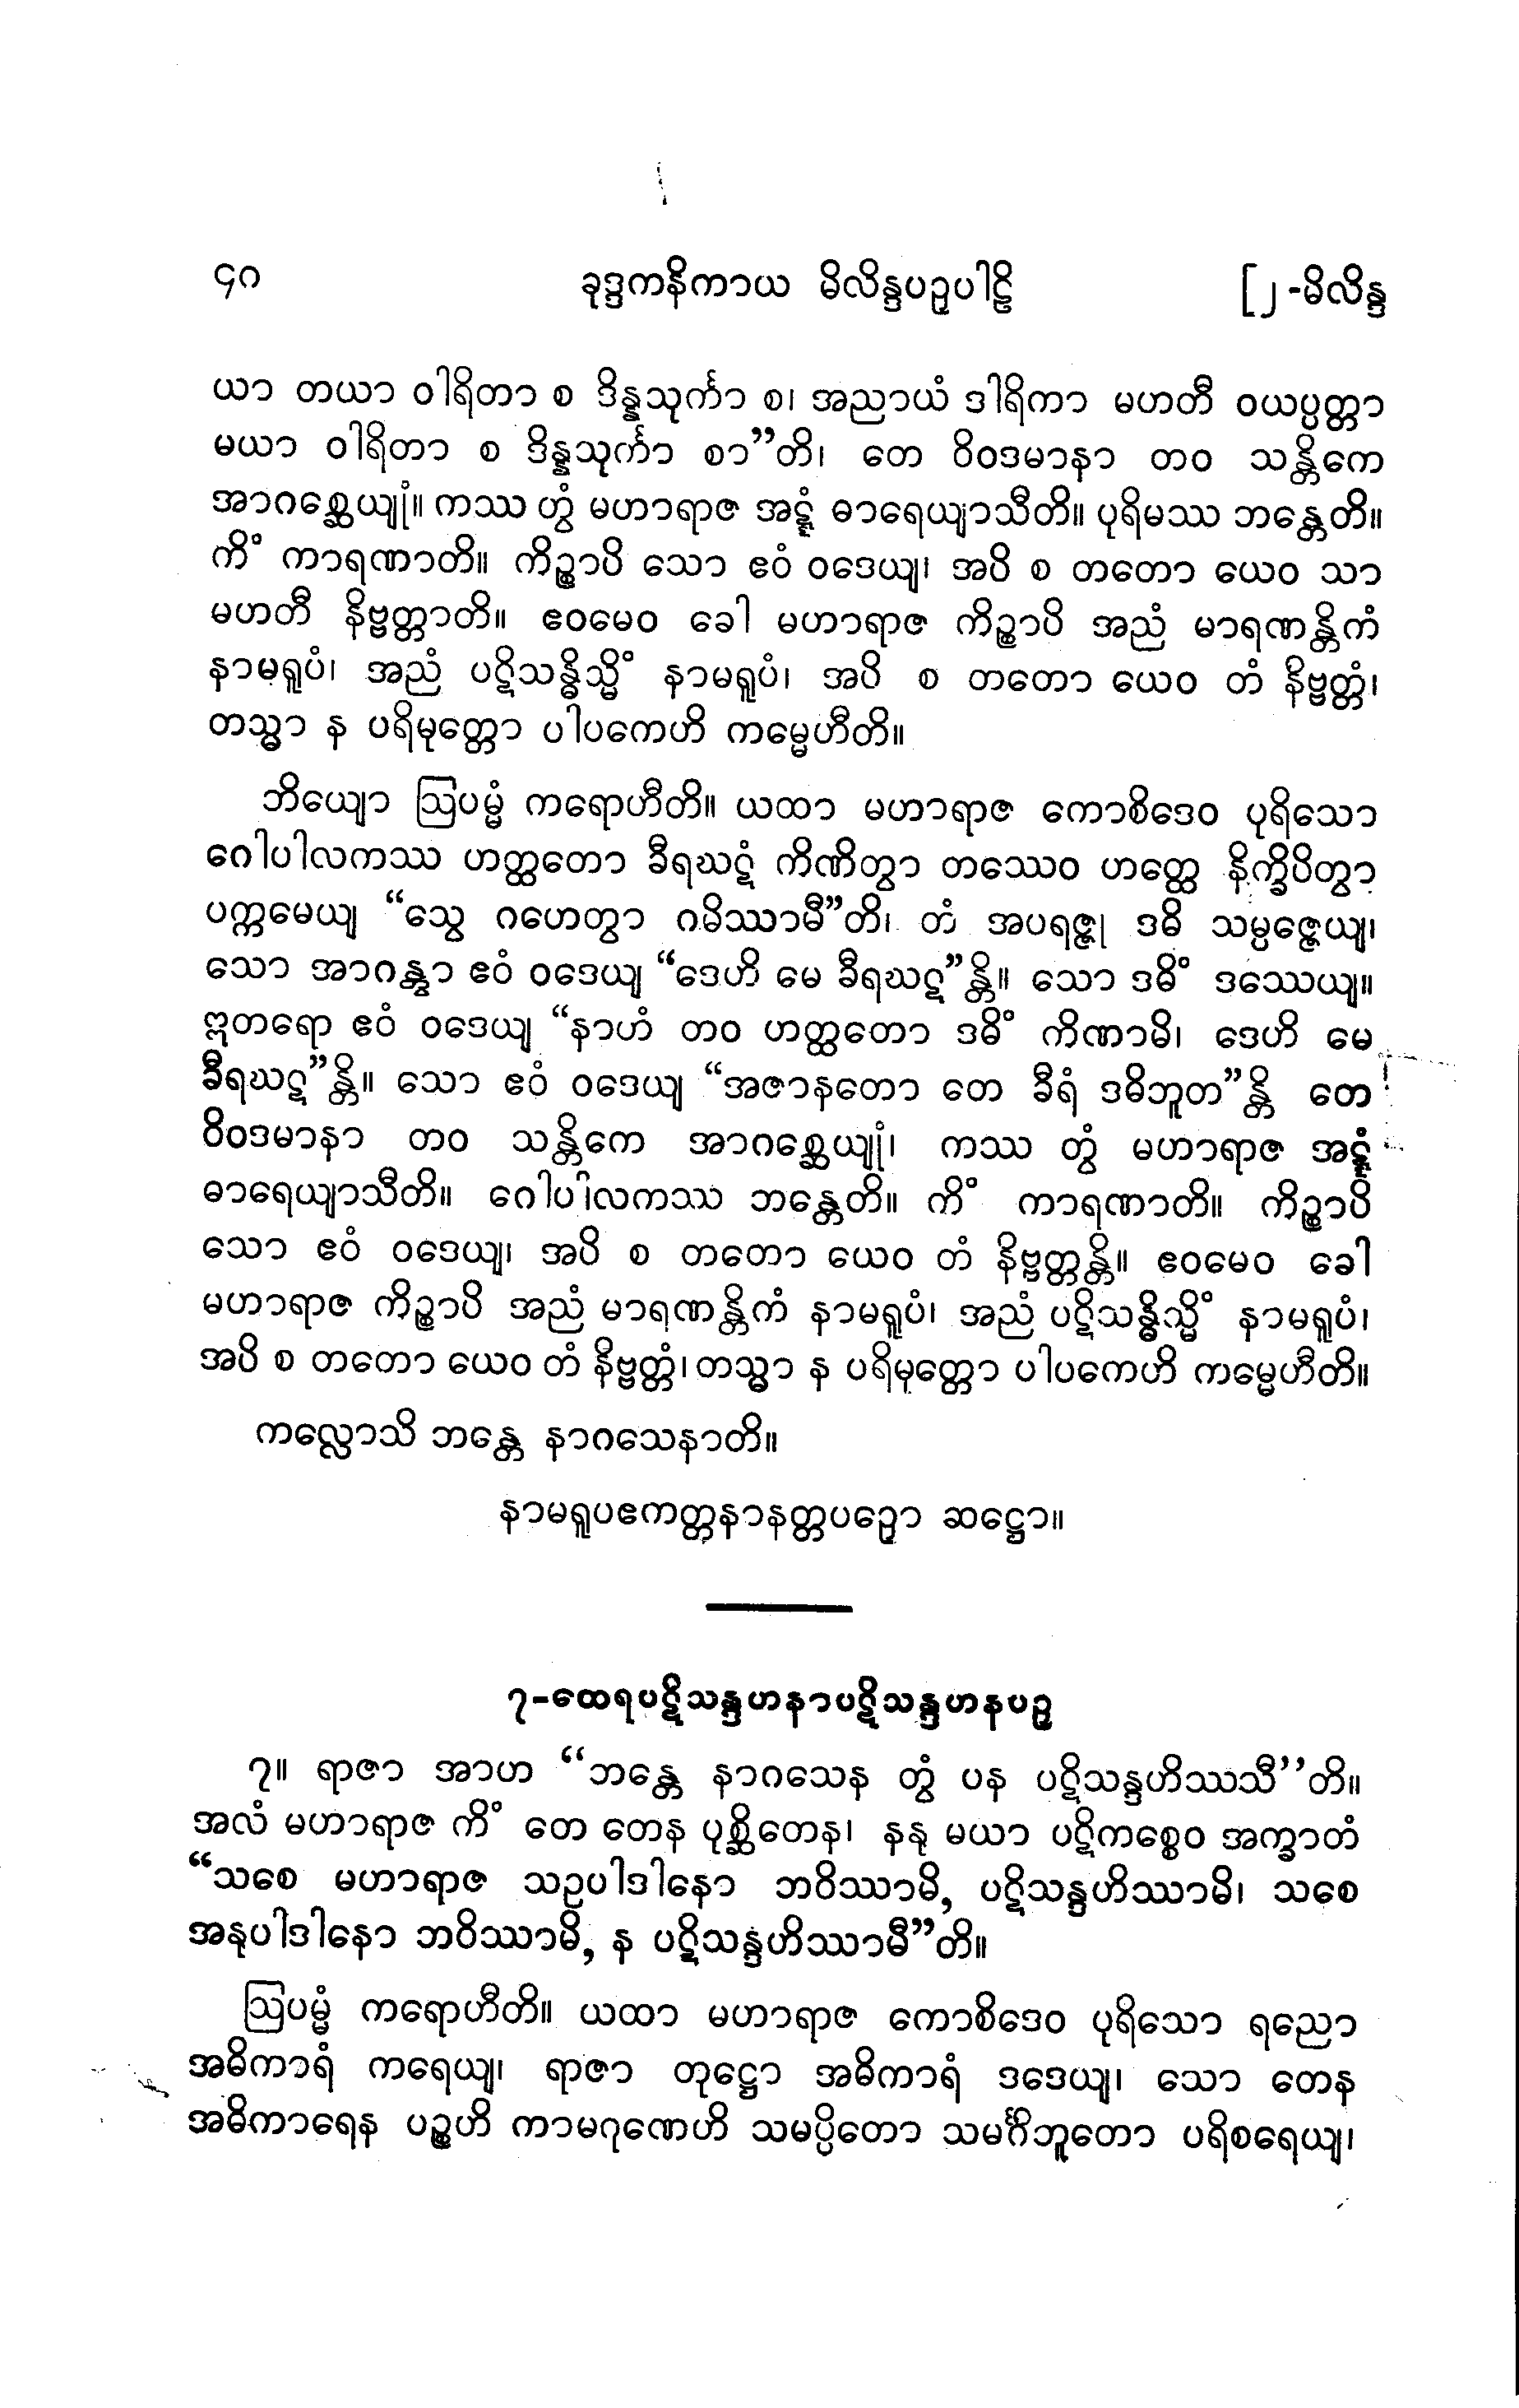 ၄၈ ခုဒ္ဒကနိကာယ မိလိန္ဒပဉှပါဠိ [၂-မိလိန္ဒ
ယာ တယာ ဝါရိတာ စ ဒိန္နသုင်္ကာ စ၊ အညာယံ ဒါရိကာ မဟတီ ဝယပ္ပတ္တာ
မယာ ဝါရိတာ စ ဒိန္နသုင်္ကာ စာ”တိ၊ တေ ဝိဝဒမာနာ တဝ သန္တိကေ
အာဂစ္ဆေယျုံ။ ကဿ တွံ မဟာရာဇ အဋ္ဋံ ဓာရေယျာသီတိ။ ပုရိမဿ ဘန္တေတိ။
ကိံ ကာရဏာတိ။ ကိဉ္စာပိ သော ဧဝံ ဝဒေယျ၊ အပိ စ တတော ယေဝ သာ
မဟတီ နိဗ္ဗတ္တာတိ။ ဧဝမေဝ ခေါ မဟာရာဇ ကိဉ္စာပိ အညံ မာရဏန္တိကံ
နာမရူပံ၊ အညံ ပဋိသန္ဓိသ္မိံ နာမရူပံ၊ အပိ စ တတော ယေဝ တံ နိဗ္ဗတ္တံ၊
တသ္မာ န ပရိမုတ္တော ပါပကေဟိ ကမ္မေဟီတိ။
ဘိယျော ဩပမ္မံ ကရောဟီတိ။ ယထာ မဟာရာဇ ကောစိဒေဝ ပုရိသော
ဂေါပါလကဿ ဟတ္ထတော ခီရဃဋံ ကိဏိတွာ တဿေဝ ဟတ္ထေ နိက္ခိပိတွာ
ပက္ကမေယျ “သွေ ဂဟေတွာ ဂမိဿာမီ”တိ၊ တံ အပရဇ္ဇု ဒဓိ သမ္ပဇ္ဇေယျ၊
သော အာဂန္တွာ ဧဝံ ဝဒေယျ “ဒေဟိ မေ ခီရဃဋ”န္တိ။ သော ဒဓိံ ဒဿေယျ။
ဣတရော ဧဝံ ဝဒေယျ “နာဟံ တဝ ဟတ္ထတော ဒဓိံ ကိဏာမိ၊ ဒေဟိ မေ
ခီရဃဋ”န္တိ။ သော ဧဝံ ဝဒေယျ “အဇာနတော တေ ခီရံ ဒဓိဘူတ”န္တိ တေ
ဝိဝဒမာနာ တဝ သန္တိကေ အာဂစ္ဆေယျုံ၊ ကဿ တွံ မဟာရာဇ အဋ္ဋံ
ဓာရေယျာသီတိ။ ဂေါပါလကဿ ဘန္တေတိ။ ကိံ ကာရဏာတိ။ ကိဉ္စာပိ
သော ဧဝံ ဝဒေယျ၊ အပိ စ တတော ယေဝ တံ နိဗ္ဗတ္တန္တိ။ ဧဝမေဝ ခေါ
မဟာရာဇ ကိဉ္စာပိ အညံ မာရဏန္တိကံ နာမရူပံ၊ အညံ ပဋိသန္ဓိသ္မိံ နာမရူပံ၊
အပိ စ တတော ယေဝ တံ နိဗ္ဗတ္တံ၊ တသ္မာ န ပရိမုတ္တော ပါပကေဟိ ကမ္မေဟီတိ။
ကလ္လောသိ ဘန္တေ နာဂသေနာတိ။
နာမရူပဧကတ္တနာနတ္တပဉှော ဆဋ္ဌော။
၇-ထေရပဋိသန္ဒဟနာပဋိသန္ဒဟနပဉှ
၇။ ရာဇာ အာဟ “ဘန္တေ နာဂသေန တွံ ပန ပဋိသန္ဒဟိဿသီ”တိ။
အလံ မဟာရာဇ ကိံ တေ တေန ပုစ္ဆိတေန၊ နနု မယာ ပဋိကစ္စေဝ အက္ခာတံ
“သစေ မဟာရာဇ သဥပါဒါနော ဘဝိဿာမိ, ပဋိသန္ဒဟိဿာမိ၊ သစေ
အနုပါဒါနော ဘဝိဿာမိ, န ပဋိသန္ဒဟိဿာမီ”တိ။
ဩပမ္မံ ကရောဟီတိ။ ယထာ မဟာရာဇ ကောစိဒေဝ ပုရိသော ရညော
အဓိကာရံ ကရေယျ၊ ရာဇာ တုဋ္ဌော အဓိကာရံ ဒဒေယျ၊ သော တေန
အဓိကာရေန ပဉ္စဟိ ကာမဂုဏေဟိ သမပ္ပိတော သမင်္ဂိဘူတော ပရိစရေယျ၊